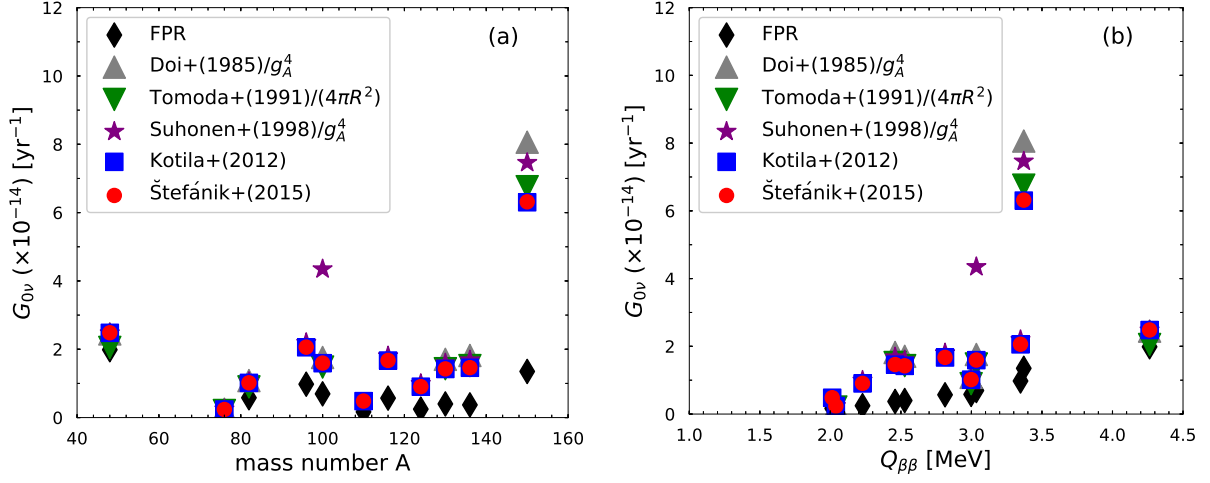 12
10
8
6
4
2
0
40
60
80
100
120
140
160
mass number A
G₀ᵥ (×10⁻¹⁴) [yr⁻¹]
(a)
FPR
Doi+(1985)/g_A^4
Tomoda+(1991)/(4πR²)
Suhonen+(1998)/g_A^4
Kotila+(2012)
Štefánik+(2015)
12
10
8
6
4
2
0
1.0
1.5
2.0
2.5
3.0
3.5
4.0
4.5
Q_ββ [MeV]
G₀ᵥ (×10⁻¹⁴) [yr⁻¹]
(b)
FPR
Doi+(1985)/g_A^4
Tomoda+(1991)/(4πR²)
Suhonen+(1998)/g_A^4
Kotila+(2012)
Štefánik+(2015)